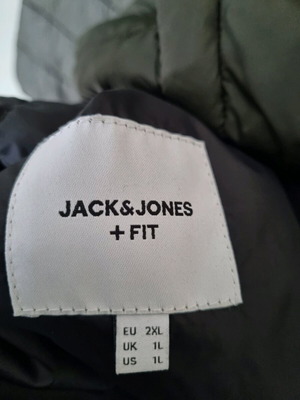 JACK&JONES
+ FIT
EU 2XL
UK 1L
US 1L